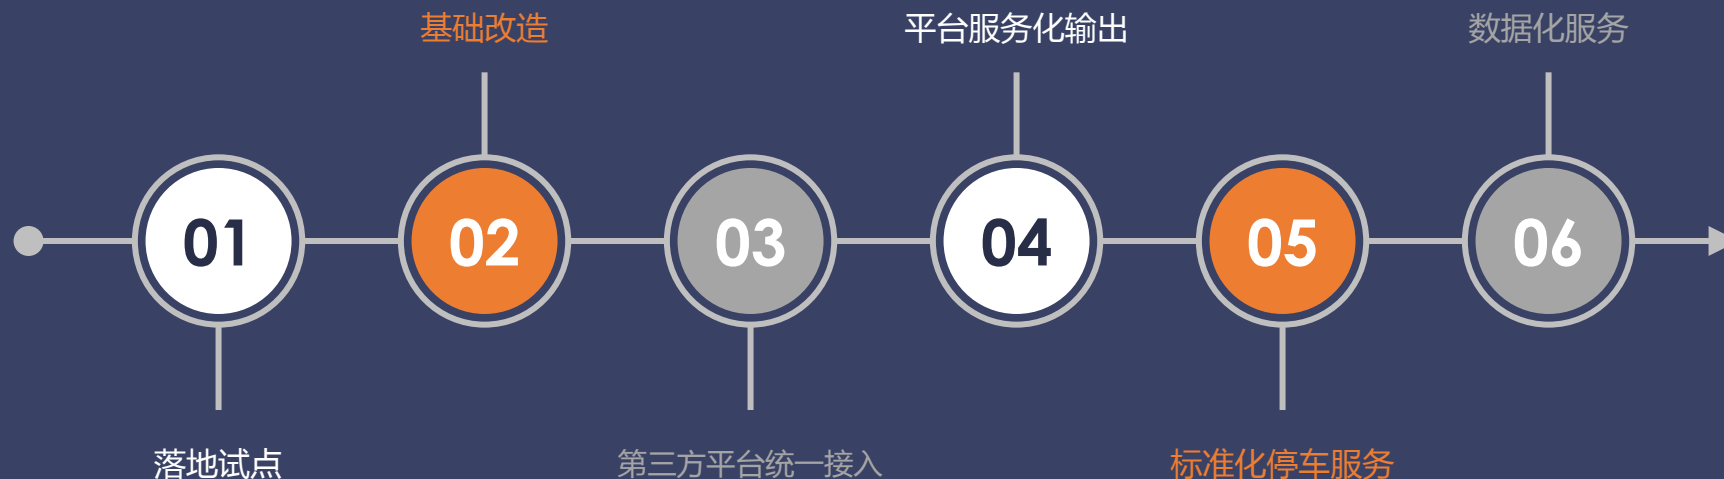 基础改造
平台服务化输出
数据化服务
01
02
03
04
05
06
落地试点
第三方平台统一接入
标准化停车服务